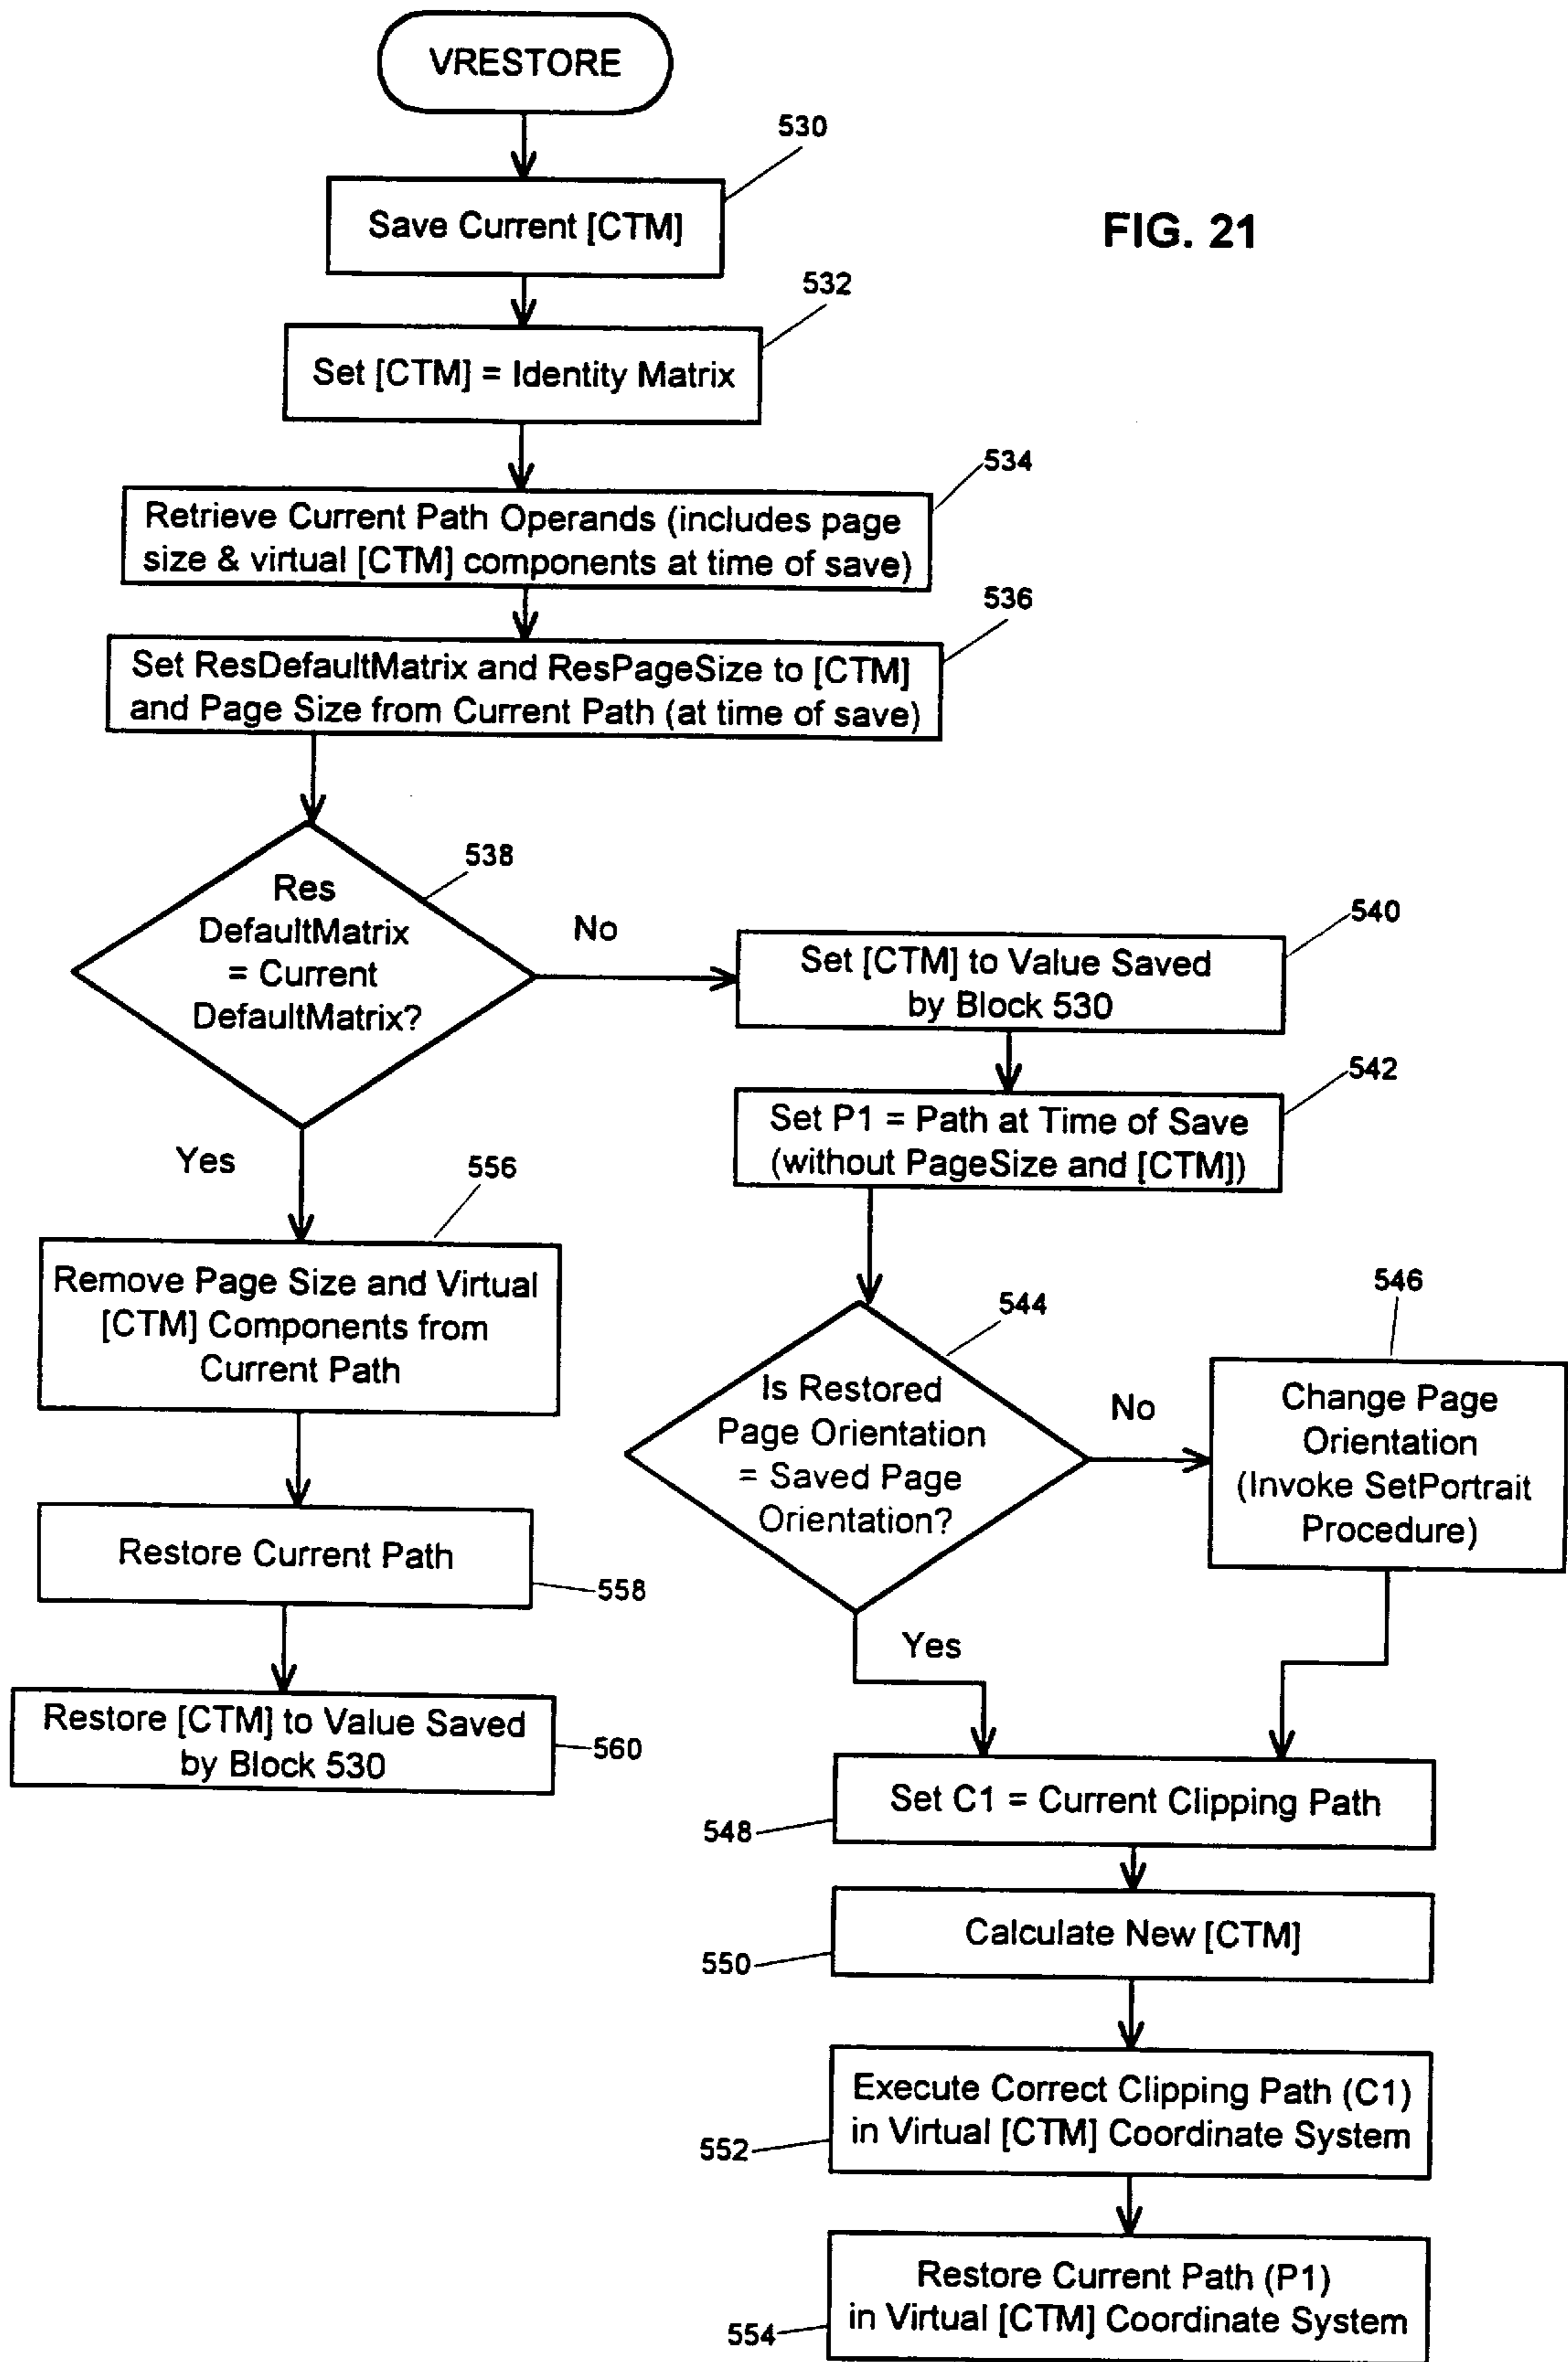 VRESTORE
530
Save Current [CTM]
FIG. 21
532
Set [CTM] = Identity Matrix
534
Retrieve Current Path Operands (includes page
size & virtual [CTM] components at time of save)
536
Set ResDefaultMatrix and ResPageSize to [CTM]
and Page Size from Current Path (at time of save)
538
Res
DefaultMatrix
= Current
DefaultMatrix?
No
540
Set [CTM] to Value Saved
by Block 530
542
Set P1 = Path at Time of Save
(without PageSize and [CTM])
Yes
556
Remove Page Size and Virtual
[CTM] Components from
Current Path
544
Is Restored
Page Orientation
= Saved Page
Orientation?
No
546
Change Page
Orientation
(Invoke SetPortrait
Procedure)
Restore Current Path
558
Yes
Restore [CTM] to Value Saved
by Block 530
560
Set C1 = Current Clipping Path
548
Calculate New [CTM]
550
Execute Correct Clipping Path (C1)
in Virtual [CTM] Coordinate System
552
Restore Current Path (P1)
in Virtual [CTM] Coordinate System
554